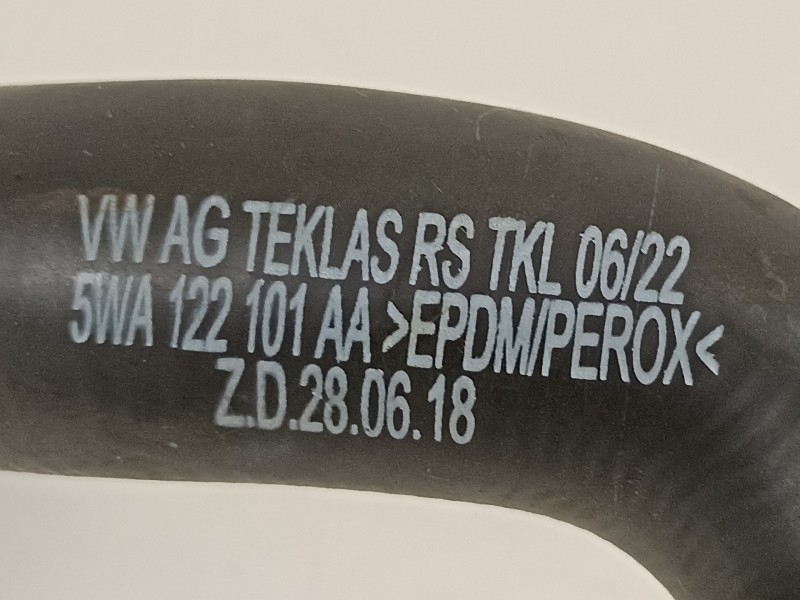 VW AG TEKLAS RS TKL 06/22
5WA 122 101 AA >EPDM/PEROX<
Z.D.28.06.18